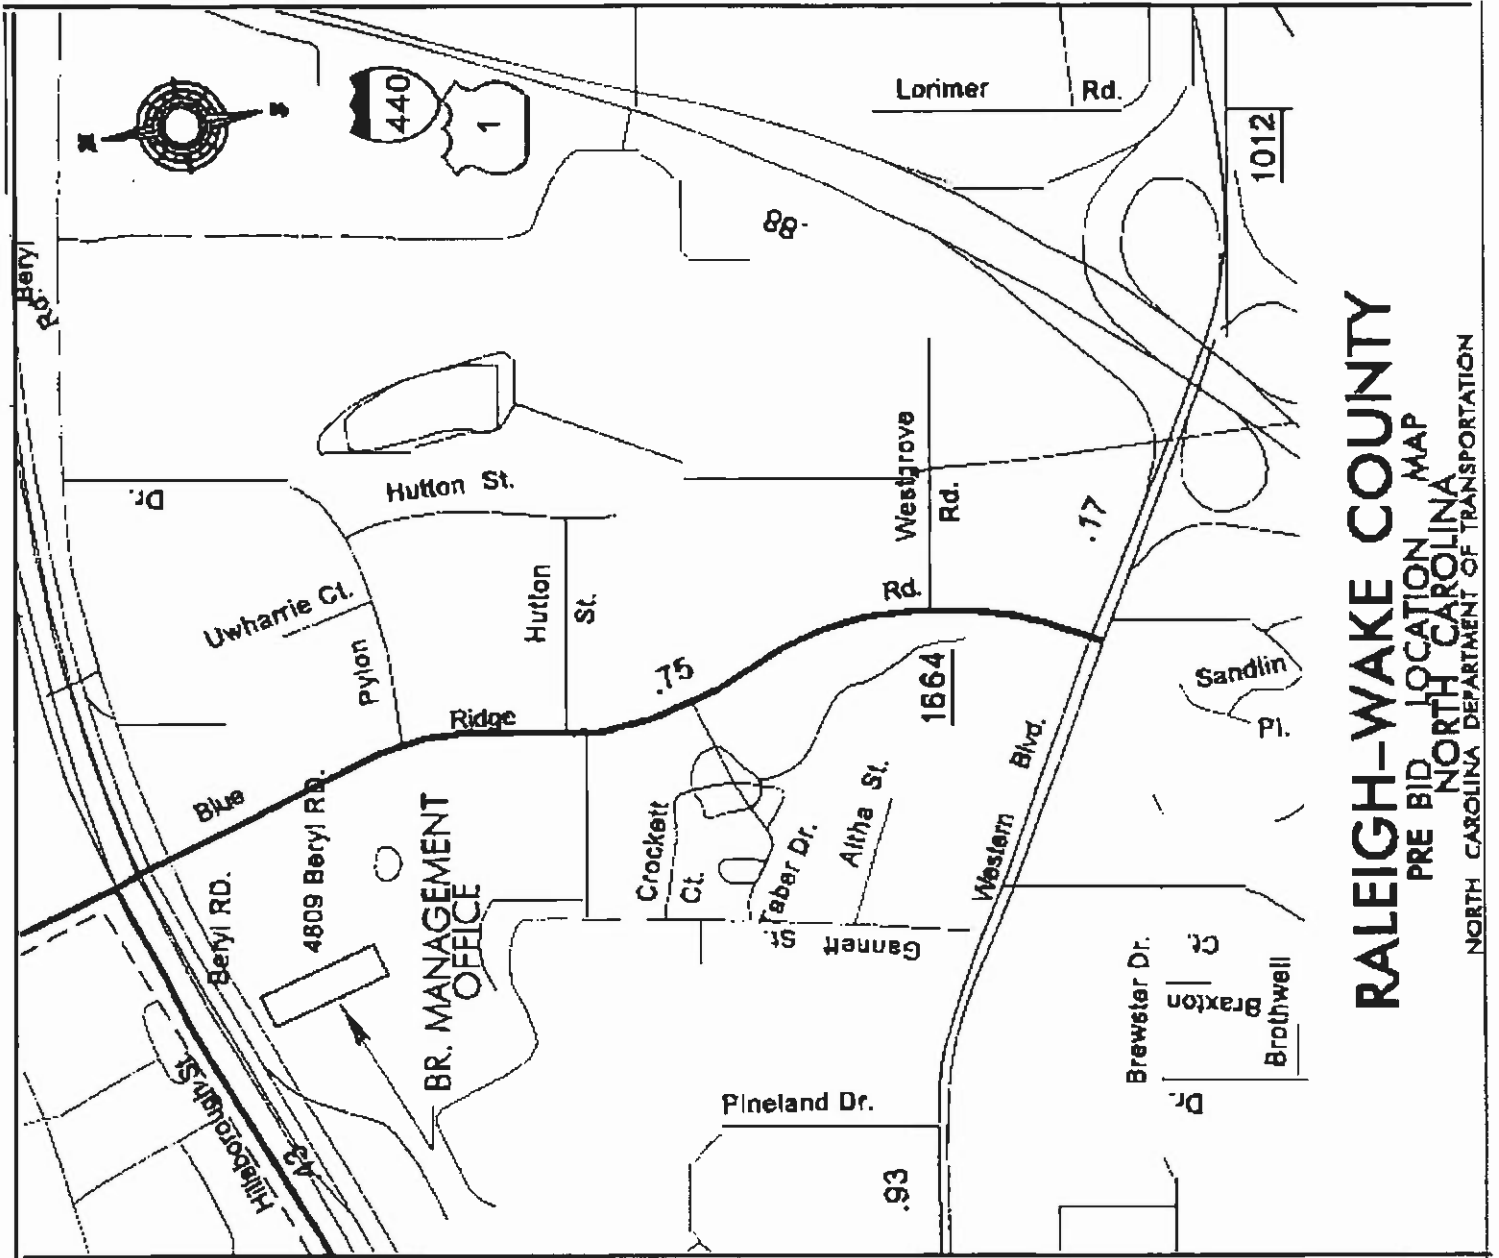 RALEIGH-WAKE COUNTY
PRE BID LOCATION MAP
NORTH CAROLINA
NORTH CAROLINA DEPARTMENT OF TRANSPORTATION
Hillsborough St.
.43
Beryl RD.
4809 Beryl RD.
BR. MANAGEMENT
OFFICE
Blue
Ridge
Rd.
Uwharrie Ct.
Pylon
Dr.
Hutton St.
Hutton
St.
Beryl
Rd.
440
1
.88
Lorimer
Rd.
1012
Westgrove
Rd.
.17
.75
1664
Crockett
Ct.
Taber Dr.
Altha St.
Gannett
St.
Western
Blvd.
Sandlin
Pl.
Pineland Dr.
.93
Brewster Dr.
Braxton
Ct.
Brothwell
Dr.